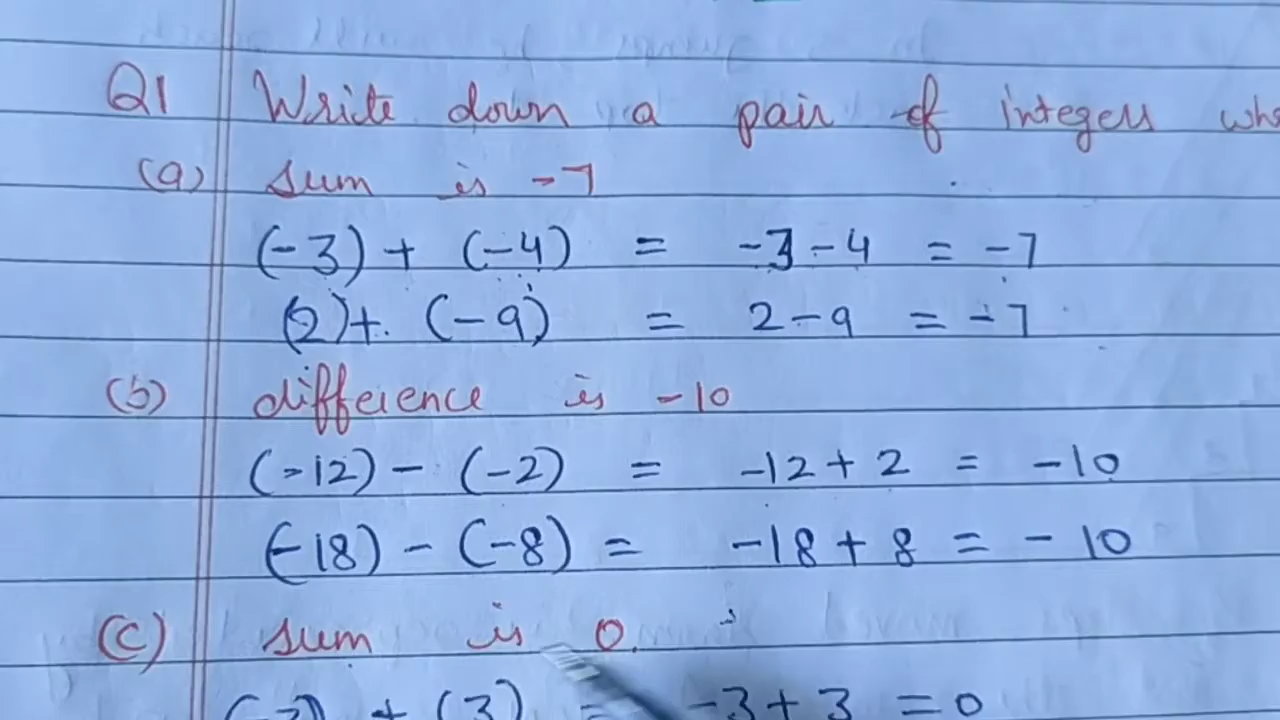 Q1 Write down a pair of integers
(a) sum is -7
(-3) + (-4) = -3-4 = -7
(2)+ (-9) = 2-9 = -7
(b) difference is -10
(-12) - (-2) = -12+2 = -10
(-18) - (-8) = -18+8 = -10
(c) sum is 0.
(-3) + (3) = -3+3 =0